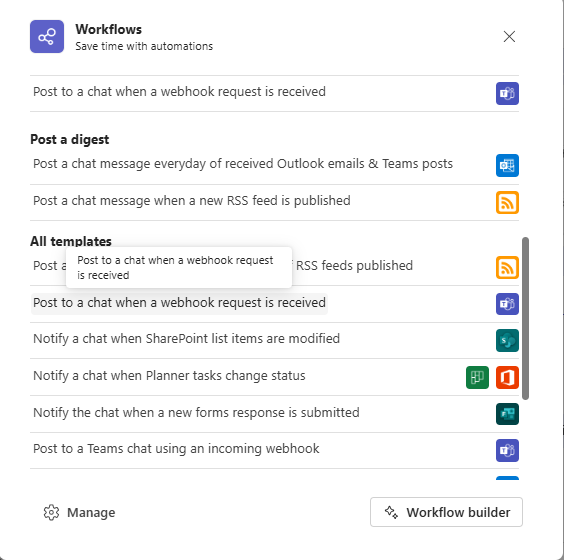 Workflows
Save time with automations
Post to a chat when a webhook request is received
Post a digest
Post a chat message everyday of received Outlook emails & Teams posts
Post a chat message when a new RSS feed is published
All templates
Post a
Post to a chat when a webhook request
is received
RSS feeds published
Post to a chat when a webhook request is received
Notify a chat when SharePoint list items are modified
Notify a chat when Planner tasks change status
Notify the chat when a new forms response is submitted
Post to a Teams chat using an incoming webhook
Manage
Workflow builder